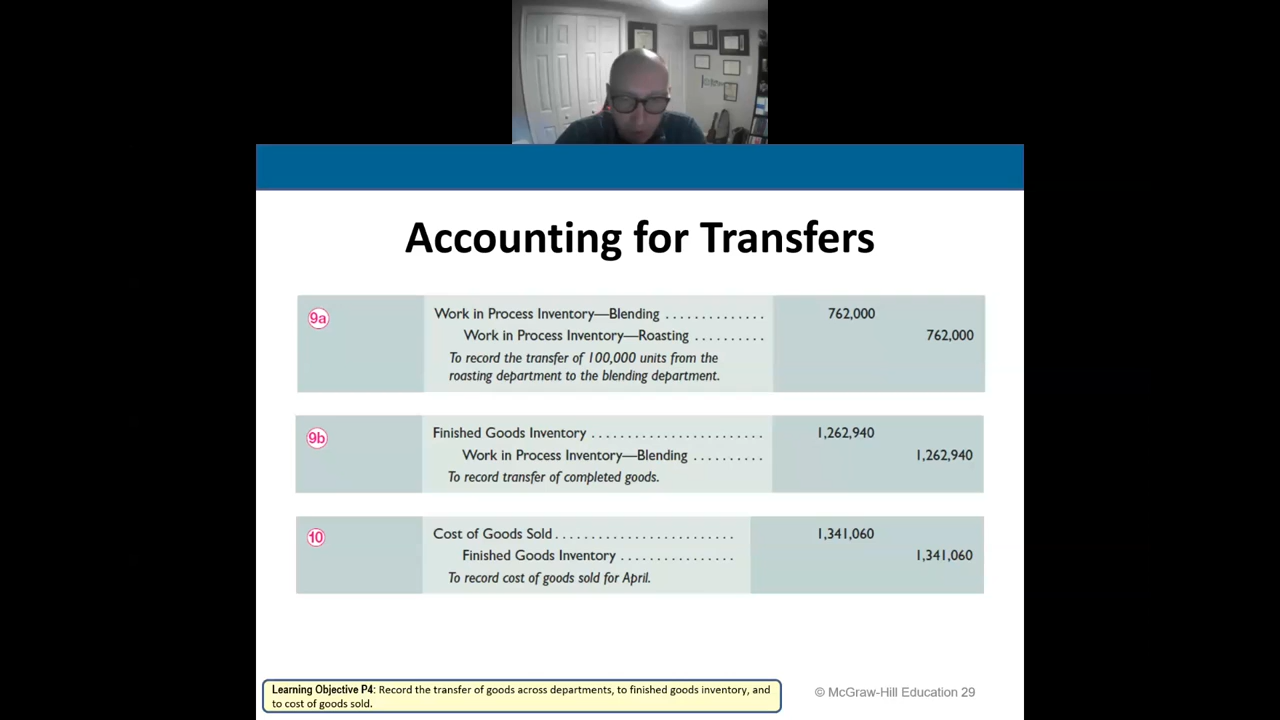 Accounting for Transfers
9a
Work in Process Inventory—Blending . . . . . . . . . . . . . . 762,000
Work in Process Inventory—Roasting . . . . . . . . . . 762,000
To record the transfer of 100,000 units from the
roasting department to the blending department.
9b
Finished Goods Inventory . . . . . . . . . . . . . . . . . . . . . . . . 1,262,940
Work in Process Inventory—Blending . . . . . . . . . . 1,262,940
To record transfer of completed goods.
10
Cost of Goods Sold . . . . . . . . . . . . . . . . . . . . . . . . . 1,341,060
Finished Goods Inventory . . . . . . . . . . . . . . . . 1,341,060
To record cost of goods sold for April.
Learning Objective P4: Record the transfer of goods across departments, to finished goods inventory, and
to cost of goods sold.
© McGraw-Hill Education 29